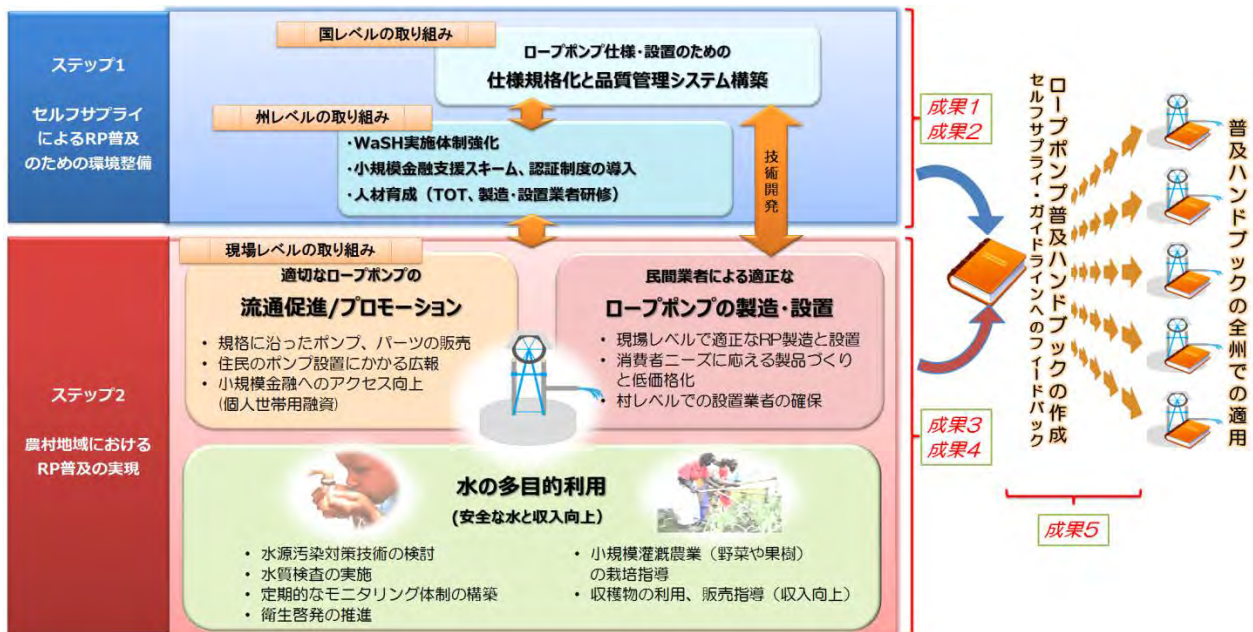 ステップ1
セルフサプライ
によるRP普及
のための環境整備
国レベルの取り組み
ロープポンプ仕様・設置のための
仕様規格化と品質管理システム構築
州レベルの取り組み
・WaSH実施体制強化
・小規模金融支援スキーム、認証制度の導入
・人材育成（TOT、製造・設置業者研修）
技術開発
成果1
成果2
ステップ2
農村地域における
RP普及の実現
現場レベルの取り組み
適切なロープポンプの
流通促進/プロモーション
• 規格に沿ったポンプ、パーツの販売
• 住民のポンプ設置にかかる広報
• 小規模金融へのアクセス向上
(個人世帯用融資)
民間業者による適正な
ロープポンプの製造・設置
• 現場レベルで適正なRP製造と設置
• 消費者ニーズに応える製品づくり
と低価格化
• 村レベルでの設置業者の確保
水の多目的利用
(安全な水と収入向上)
• 水源汚染対策技術の検討
• 水質検査の実施
• 定期的なモニタリング体制の構築
• 衛生啓発の推進
• 小規模灌漑農業（野菜や果樹）
の栽培指導
• 収穫物の利用、販売指導（収入向上）
成果3
成果4
ロープポンプ普及ハンドブックの作成
セルフサプライ・ガイドラインへのフィードバック
成果5
普及ハンドブックの全州での適用